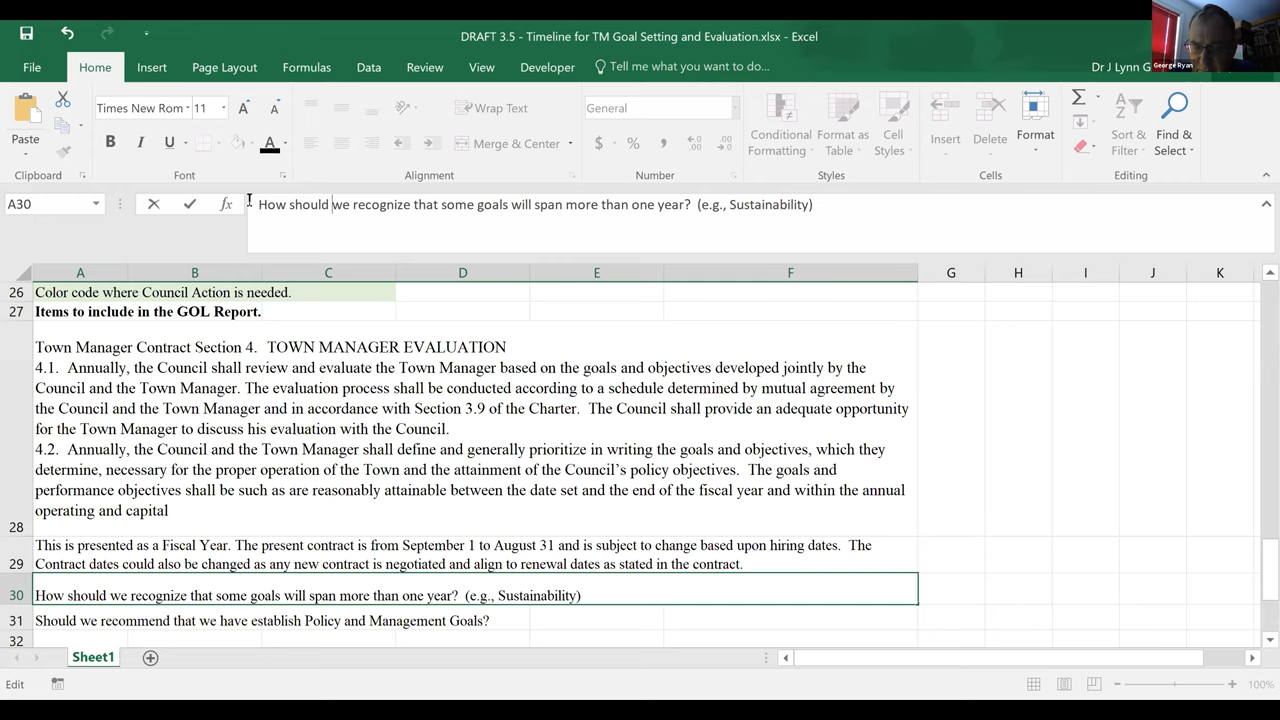 DRAFT 3.5 - Timeline for TM Goal Setting and Evaluation.xlsx - Excel
George Ryan
File Home Insert Page Layout Formulas Data Review View Developer Tell me what you want to do... Dr J Lynn G
Times New Rom 11 Wrap Text General
Paste B I U Merge & Center $ % Conditional Formatting Format as Table Cell Styles Insert Delete Format Sort & Filter Find & Select
Clipboard Font Alignment Number Styles Cells
A30 fx How should we recognize that some goals will span more than one year? (e.g., Sustainability)
A B C D E F G H I J K
26 Color code where Council Action is needed.
27 Items to include in the GOL Report.
Town Manager Contract Section 4. TOWN MANAGER EVALUATION
4.1. Annually, the Council shall review and evaluate the Town Manager based on the goals and objectives developed jointly by the
Council and the Town Manager. The evaluation process shall be conducted according to a schedule determined by mutual agreement by
the Council and the Town Manager and in accordance with Section 3.9 of the Charter. The Council shall provide an adequate opportunity
for the Town Manager to discuss his evaluation with the Council.
4.2. Annually, the Council and the Town Manager shall define and generally prioritize in writing the goals and objectives, which they
determine, necessary for the proper operation of the Town and the attainment of the Council's policy objectives. The goals and
performance objectives shall be such as are reasonably attainable between the date set and the end of the fiscal year and within the annual
operating and capital
28
This is presented as a Fiscal Year. The present contract is from September 1 to August 31 and is subject to change based upon hiring dates. The
29 Contract dates could also be changed as any new contract is negotiated and align to renewal dates as stated in the contract.
30 How should we recognize that some goals will span more than one year? (e.g., Sustainability)
31 Should we recommend that we have establish Policy and Management Goals?
32
Sheet1
Edit 100%